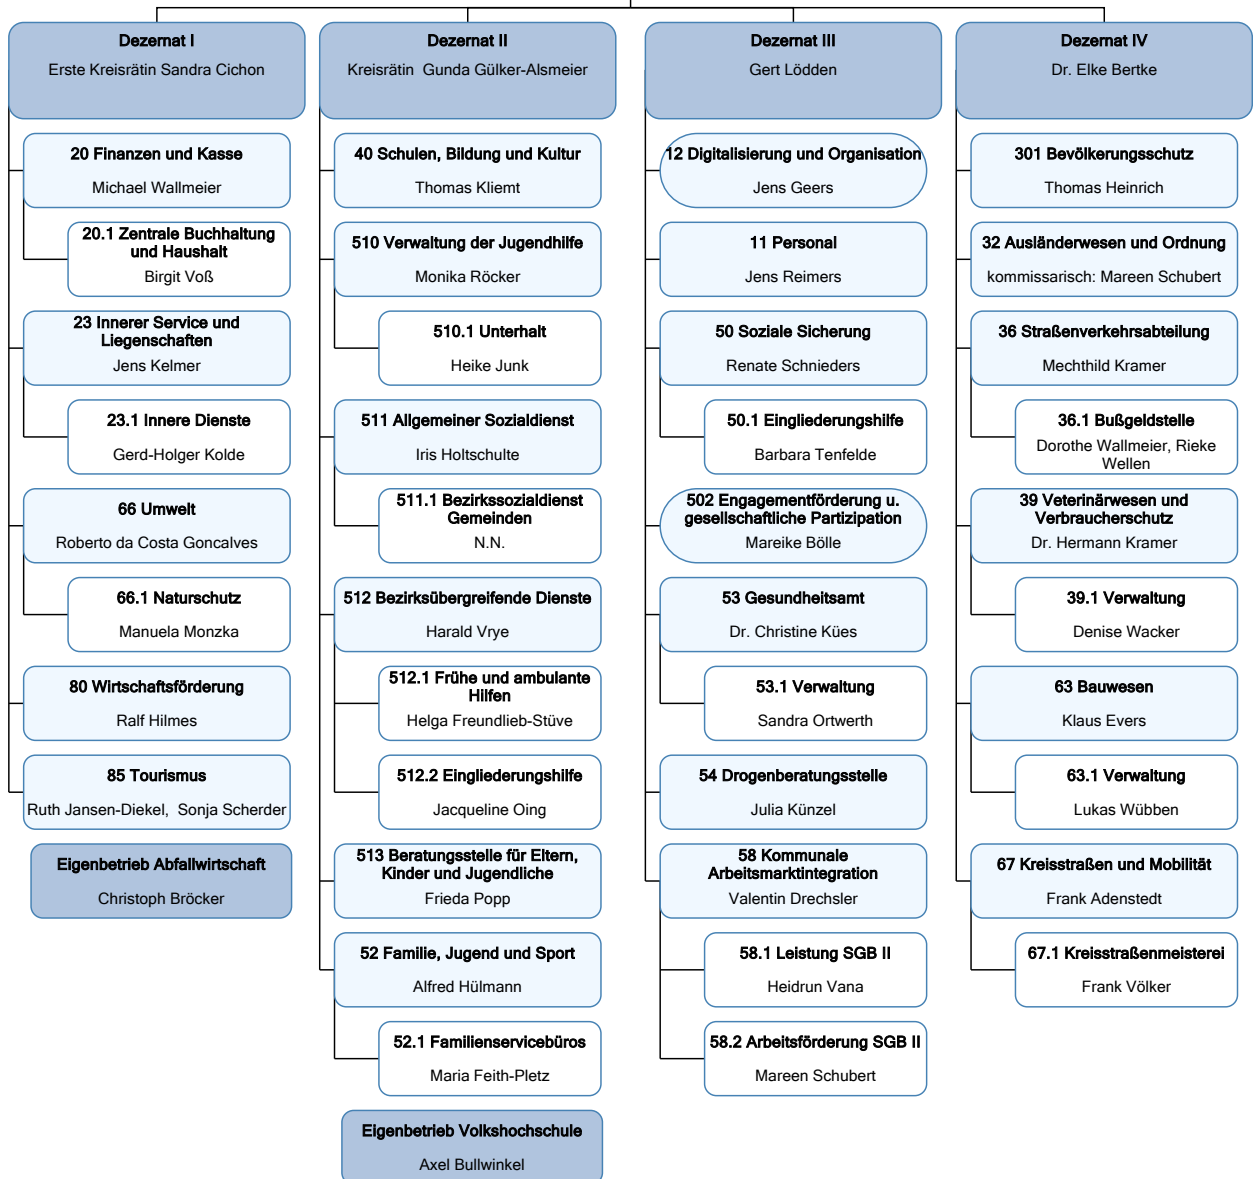 Dezernat I
Erste Kreisrätin Sandra Cichon
20 Finanzen und Kasse
Michael Wallmeier
20.1 Zentrale Buchhaltung
und Haushalt
Birgit Voß
23 Innerer Service und
Liegenschaften
Jens Kelmer
23.1 Innere Dienste
Gerd-Holger Kolde
66 Umwelt
Roberto da Costa Goncalves
66.1 Naturschutz
Manuela Monzka
80 Wirtschaftsförderung
Ralf Hilmes
85 Tourismus
Ruth Jansen-Diekel, Sonja Scherder
Eigenbetrieb Abfallwirtschaft
Christoph Bröcker
Dezernat II
Kreisrätin Gunda Gülker-Alsmeier
40 Schulen, Bildung und Kultur
Thomas Kliemt
510 Verwaltung der Jugendhilfe
Monika Röcker
510.1 Unterhalt
Heike Junk
511 Allgemeiner Sozialdienst
Iris Holtschulte
511.1 Bezirkssozialdienst
Gemeinden
N.N.
512 Bezirksübergreifende Dienste
Harald Vrye
512.1 Frühe und ambulante
Hilfen
Helga Freundlieb-Stüve
512.2 Eingliederungshilfe
Jacqueline Oing
513 Beratungsstelle für Eltern,
Kinder und Jugendliche
Frieda Popp
52 Familie, Jugend und Sport
Alfred Hülmann
52.1 Familienservicebüros
Maria Feith-Pletz
Eigenbetrieb Volkshochschule
Axel Bullwinkel
Dezernat III
Gert Lödden
12 Digitalisierung und Organisation
Jens Geers
11 Personal
Jens Reimers
50 Soziale Sicherung
Renate Schnieders
50.1 Eingliederungshilfe
Barbara Tenfelde
502 Engagementförderung u.
gesellschaftliche Partizipation
Mareike Bölle
53 Gesundheitsamt
Dr. Christine Kües
53.1 Verwaltung
Sandra Ortwerth
54 Drogenberatungsstelle
Julia Künzel
58 Kommunale
Arbeitsmarktintegration
Valentin Drechsler
58.1 Leistung SGB II
Heidrun Vana
58.2 Arbeitsförderung SGB II
Mareen Schubert
Dezernat IV
Dr. Elke Bertke
301 Bevölkerungsschutz
Thomas Heinrich
32 Ausländerwesen und Ordnung
kommissarisch: Mareen Schubert
36 Straßenverkehrsabteilung
Mechthild Kramer
36.1 Bußgeldstelle
Dorothe Wallmeier, Rieke
Wellen
39 Veterinärwesen und
Verbraucherschutz
Dr. Hermann Kramer
39.1 Verwaltung
Denise Wacker
63 Bauwesen
Klaus Evers
63.1 Verwaltung
Lukas Wübben
67 Kreisstraßen und Mobilität
Frank Adenstedt
67.1 Kreisstraßenmeisterei
Frank Völker